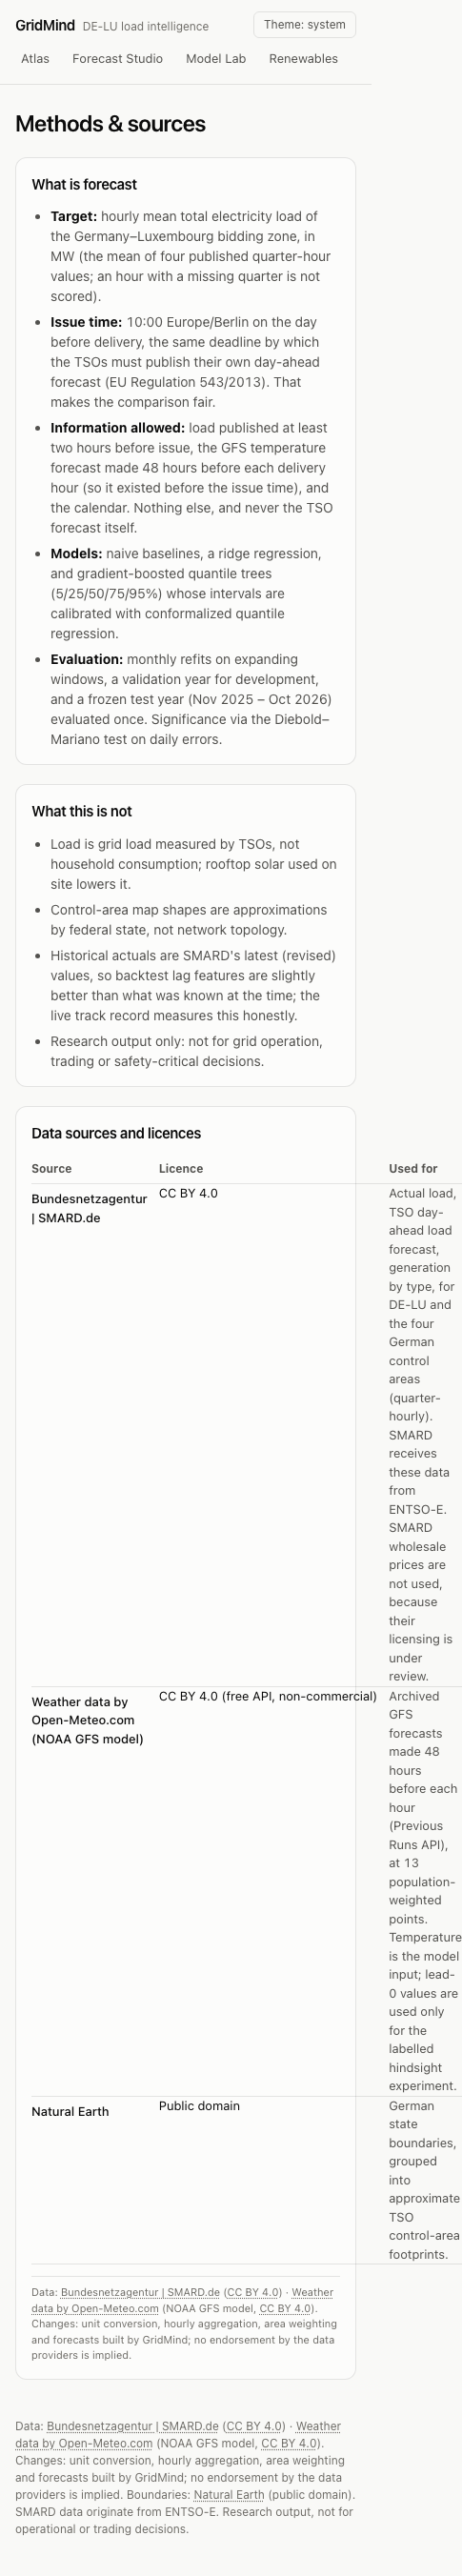 GridMind DE-LU load intelligence
Theme: system
Atlas Forecast Studio Model Lab Renewables
Methods & sources
What is forecast
• Target: hourly mean total electricity load of
the Germany–Luxembourg bidding zone, in
MW (the mean of four published quarter-hour
values; an hour with a missing quarter is not
scored).
• Issue time: 10:00 Europe/Berlin on the day
before delivery, the same deadline by which
the TSOs must publish their own day-ahead
forecast (EU Regulation 543/2013). That
makes the comparison fair.
• Information allowed: load published at least
two hours before issue, the GFS temperature
forecast made 48 hours before each delivery
hour (so it existed before the issue time), and
the calendar. Nothing else, and never the TSO
forecast itself.
• Models: naive baselines, a ridge regression,
and gradient-boosted quantile trees
(5/25/50/75/95%) whose intervals are
calibrated with conformalized quantile
regression.
• Evaluation: monthly refits on expanding
windows, a validation year for development,
and a frozen test year (Nov 2025 – Oct 2026)
evaluated once. Significance via the Diebold–
Mariano test on daily errors.
What this is not
• Load is grid load measured by TSOs, not
household consumption; rooftop solar used on
site lowers it.
• Control-area map shapes are approximations
by federal state, not network topology.
• Historical actuals are SMARD's latest (revised)
values, so backtest lag features are slightly
better than what was known at the time; the
live track record measures this honestly.
• Research output only: not for grid operation,
trading or safety-critical decisions.
Data sources and licences
Source Licence Used for
Bundesnetzagentur
| SMARD.de
CC BY 4.0
Actual load,
TSO day-
ahead load
forecast,
generation
by type, for
DE-LU and
the four
German
control
areas
(quarter-
hourly).
SMARD
receives
these data
from
ENTSO-E.
SMARD
wholesale
prices are
not used,
because
their
licensing is
under
review.
Weather data by
Open-Meteo.com
(NOAA GFS model)
CC BY 4.0 (free API, non-commercial)
Archived
GFS
forecasts
made 48
hours
before each
hour
(Previous
Runs API),
at 13
population-
weighted
points.
Temperature
is the model
input; lead-
0 values are
used only
for the
labelled
hindsight
experiment.
Natural Earth
Public domain
German
state
boundaries,
grouped
into
approximate
TSO
control-area
footprints.
Data: Bundesnetzagentur | SMARD.de (CC BY 4.0) · Weather
data by Open-Meteo.com (NOAA GFS model, CC BY 4.0).
Changes: unit conversion, hourly aggregation, area weighting
and forecasts built by GridMind; no endorsement by the data
providers is implied.
Data: Bundesnetzagentur | SMARD.de (CC BY 4.0) · Weather
data by Open-Meteo.com (NOAA GFS model, CC BY 4.0).
Changes: unit conversion, hourly aggregation, area weighting
and forecasts built by GridMind; no endorsement by the data
providers is implied. Boundaries: Natural Earth (public domain).
SMARD data originate from ENTSO-E. Research output, not for
operational or trading decisions.